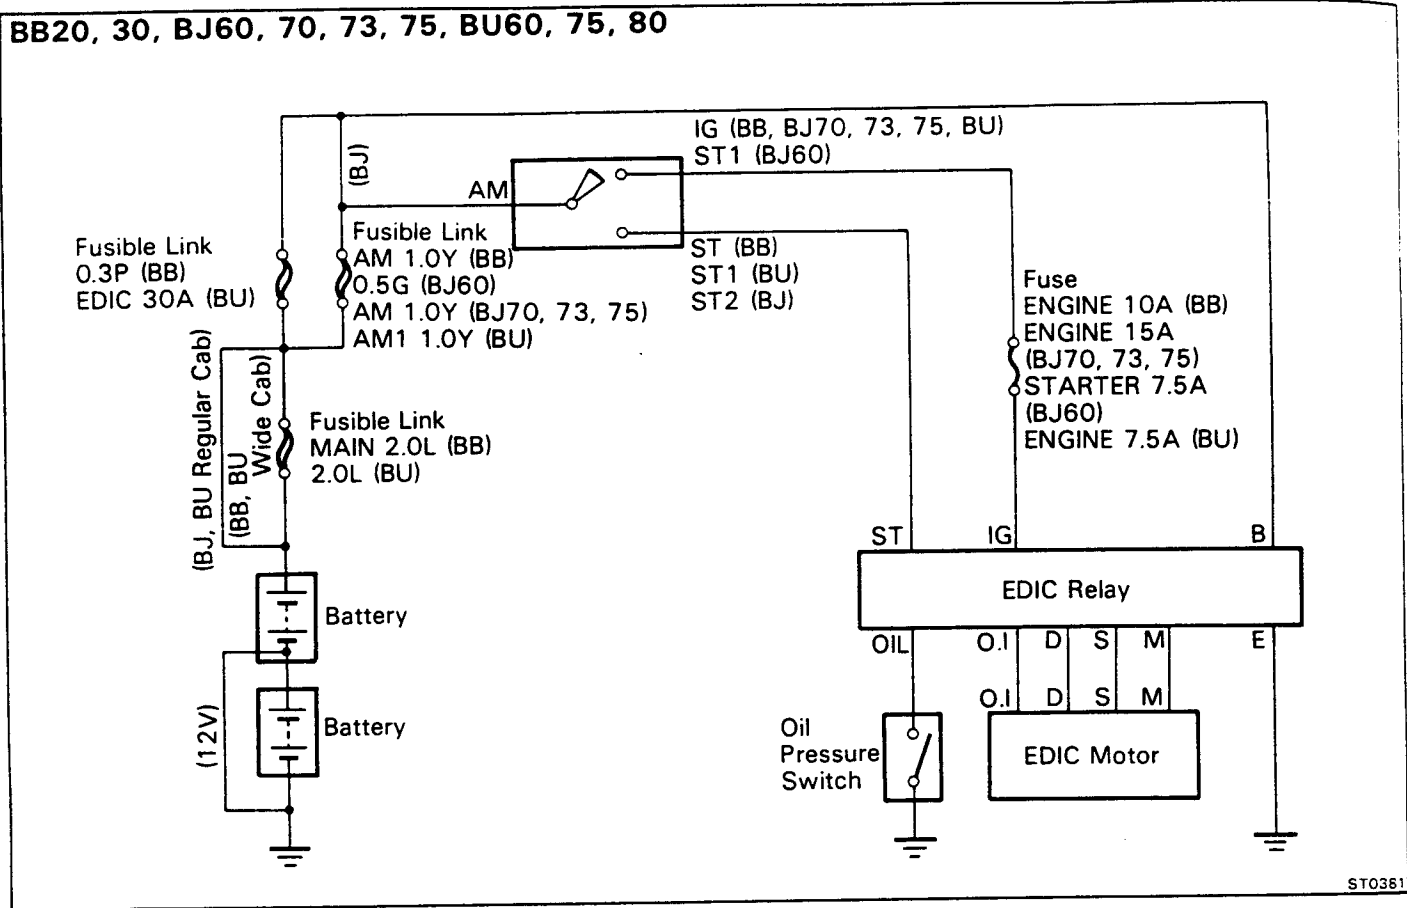 BB20, 30, BJ60, 70, 73, 75, BU60, 75, 80
IG (BB, BJ70, 73, 75, BU)
ST1 (BJ60)
(BJ)
AM
Fusible Link
0.3P (BB)
EDIC 30A (BU)
Fusible Link
AM 1.0Y (BB)
0.5G (BJ60)
AM 1.0Y (BJ70, 73, 75)
AM1 1.0Y (BU)
ST (BB)
ST1 (BU)
ST2 (BJ)
Fuse
ENGINE 10A (BB)
ENGINE 15A
(BJ70, 73, 75)
STARTER 7.5A
(BJ60)
ENGINE 7.5A (BU)
(BJ, BU Regular Cab)
(BB, BU
Wide Cab)
Fusible Link
MAIN 2.0L (BB)
2.0L (BU)
ST
IG
B
EDIC Relay
Battery
OIL
O.I
D
S
M
E
O.I
D
S
M
Battery
(12V)
Oil
Pressure
Switch
EDIC Motor
ST0381